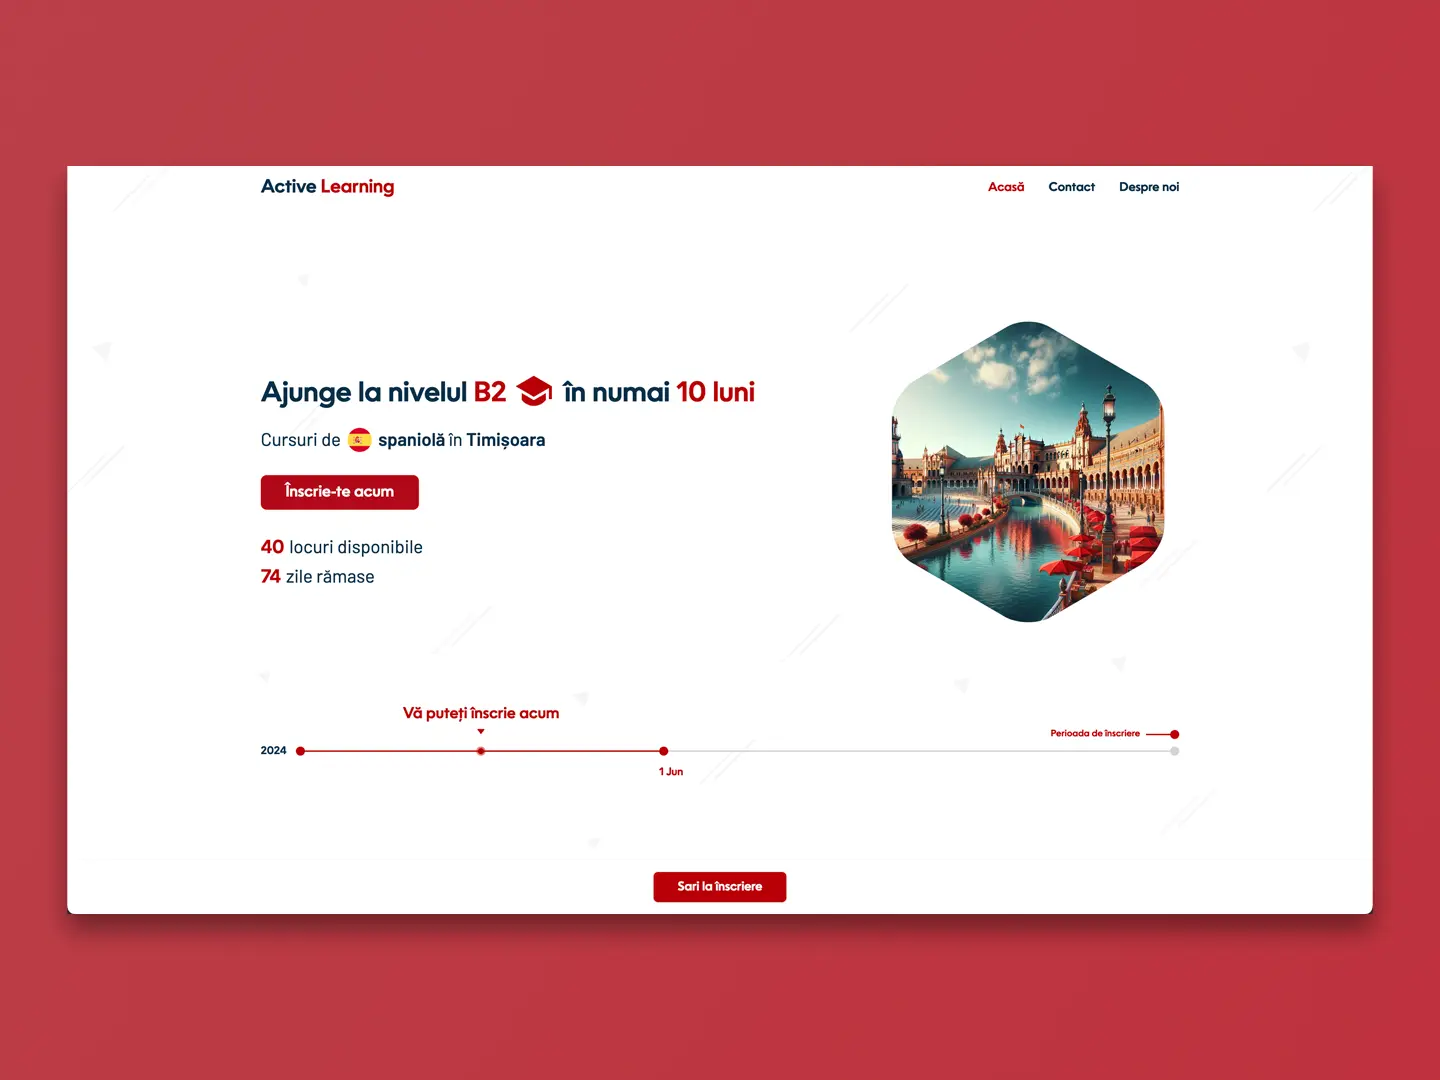 Active Learning
Acasă Contact Despre noi
Ajunge la nivelul B2 în numai 10 luni
Cursuri de spaniolă în Timișoara
Înscrie-te acum
40 locuri disponibile
74 zile rămase
Vă puteți înscrie acum
Perioada de înscriere
2024
1 Jun
Sari la înscriere